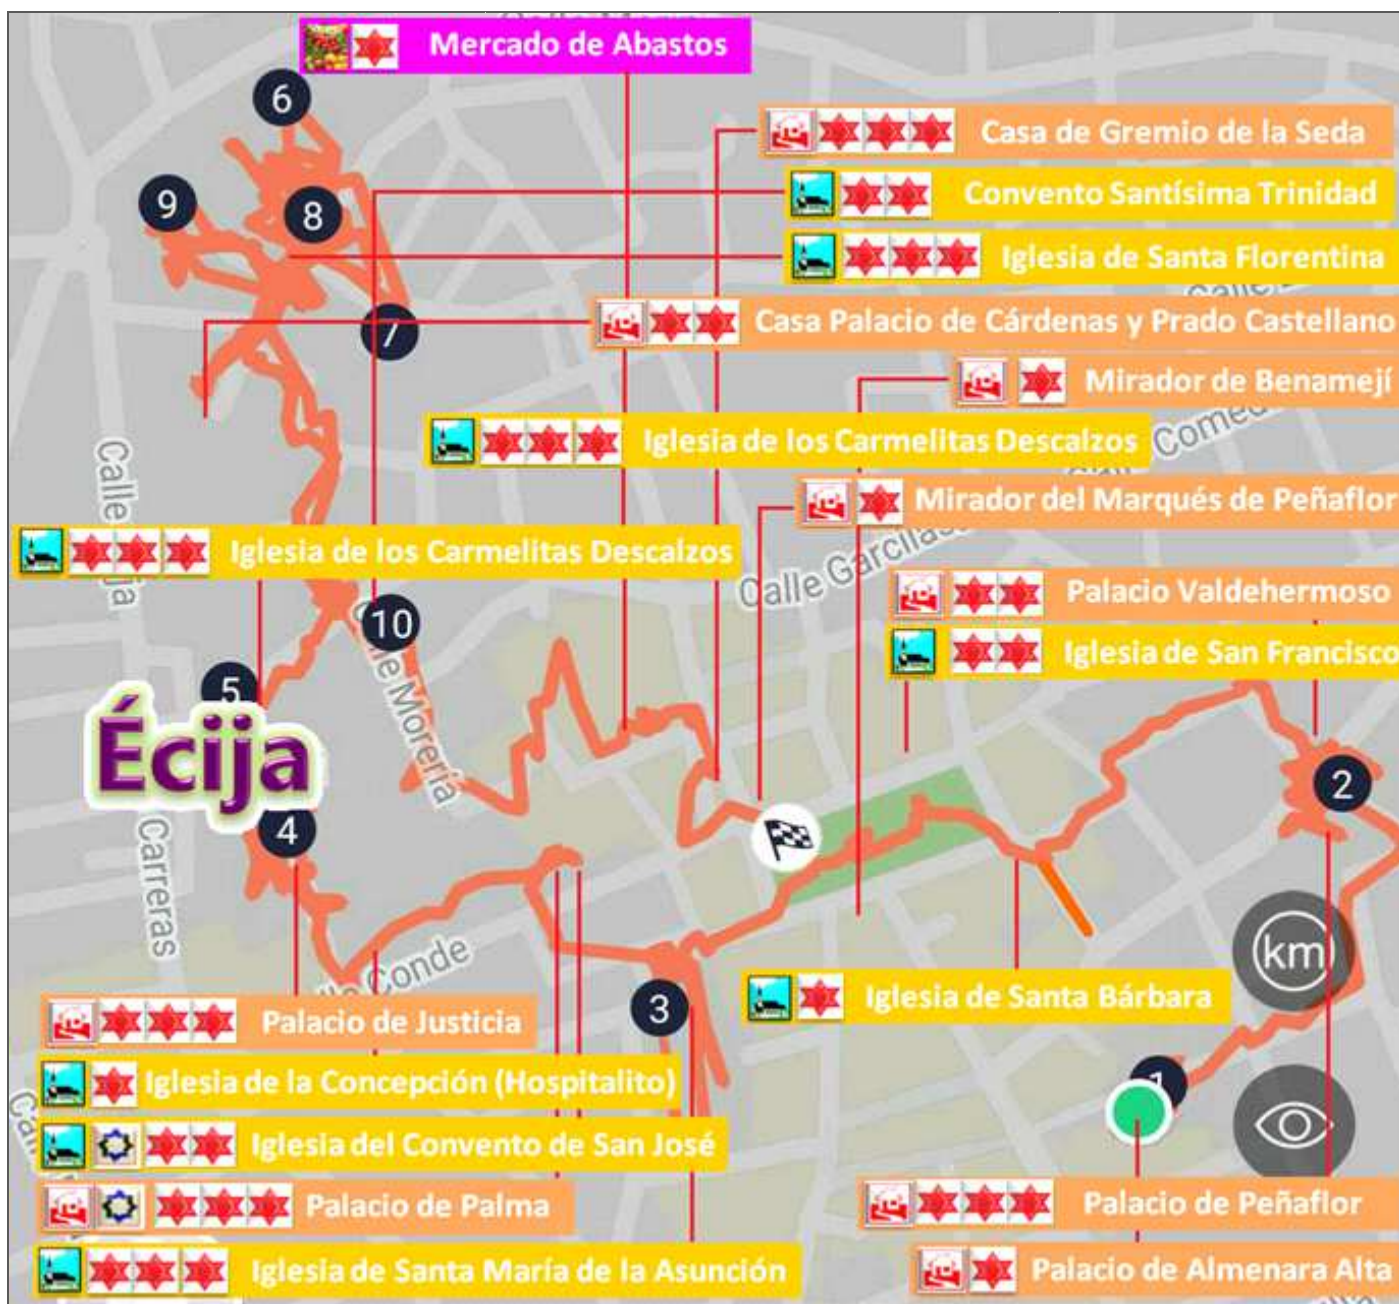 Mercado de Abastos
6
Casa de Gremio de la Seda
Convento Santísima Trinidad
9
8
Iglesia de Santa Florentina
Casa Palacio de Cárdenas y Prado Castellano
7
Mirador de Benamejí
Iglesia de los Carmelitas Descalzos
Mirador del Marqués de Peñaflor
Calle
Iglesia de los Carmelitas Descalzos
Calle Garcilaso
Palacio Valdehermoso
10
Iglesia de San Francisco
5
Calle Morería
Écija
2
4
Carreras
km
Conde
3
Iglesia de Santa Bárbara
Palacio de Justicia
Iglesia de la Concepción (Hospitalito)
1
Iglesia del Convento de San José
Palacio de Palma
Palacio de Peñaflor
Iglesia de Santa María de la Asunción
Palacio de Almenara Alta